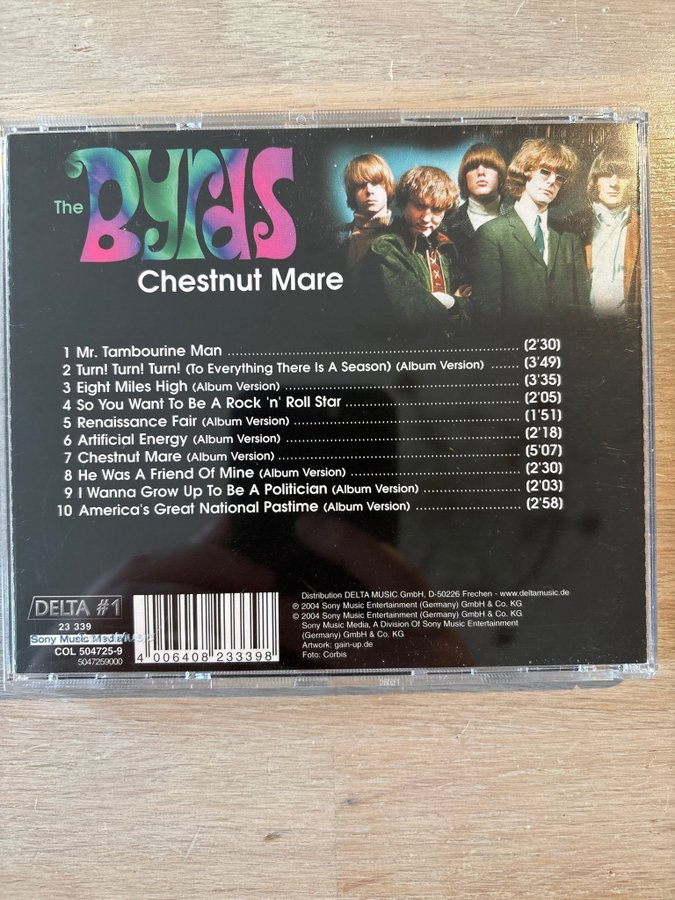 The Byrds
Chestnut Mare
1 Mr. Tambourine Man ........ (2'30)
2 Turn! Turn! Turn! (To Everything There Is A Season) (Album Version) ....... (3'49)
3 Eight Miles High (Album Version) ........ (3'35)
4 So You Want To Be A Rock 'n' Roll Star ........ (2'05)
5 Renaissance Fair (Album Version) ........ (1'51)
6 Artificial Energy (Album Version) ........ (2'18)
7 Chestnut Mare (Album Version) ........ (5'07)
8 He Was A Friend Of Mine (Album Version) ........ (2'30)
9 I Wanna Grow Up To Be A Politician (Album Version) ........ (2'03)
10 America's Great National Pastime (Album Version) ........ (2'58)
DELTA #1
23 339
Sony Music Media
COL 504725-9
5047259000
4 006408 233398
Distribution DELTA MUSIC GmbH, D-50226 Frechen - www.deltamusic.de
℗ 2004 Sony Music Entertainment (Germany) GmbH & Co. KG
© 2004 Sony Music Entertainment (Germany) GmbH & Co. KG
Sony Music Media, A Division Of Sony Music Entertainment
(Germany) GmbH & Co. KG
Artwork: gain-up.de
Foto: Corbis